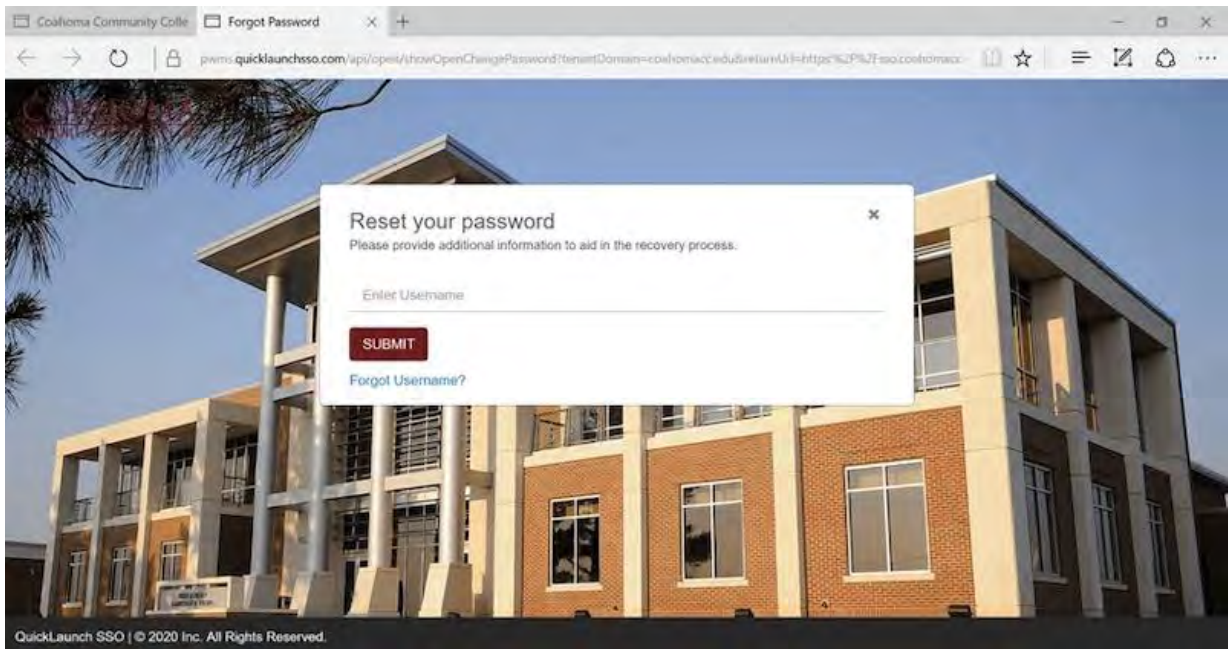 Coahoma Community Colle
Forgot Password
pwms.quicklaunchsso.com/api/open/showOpenChangePassword?tenantDomain=coahomacc.edu&returnUrl=https%2F%2Fsso.coahomacc
Reset your password
Please provide additional information to aid in the recovery process.
Enter Username
SUBMIT
Forgot Username?
QuickLaunch SSO | © 2020 Inc. All Rights Reserved.